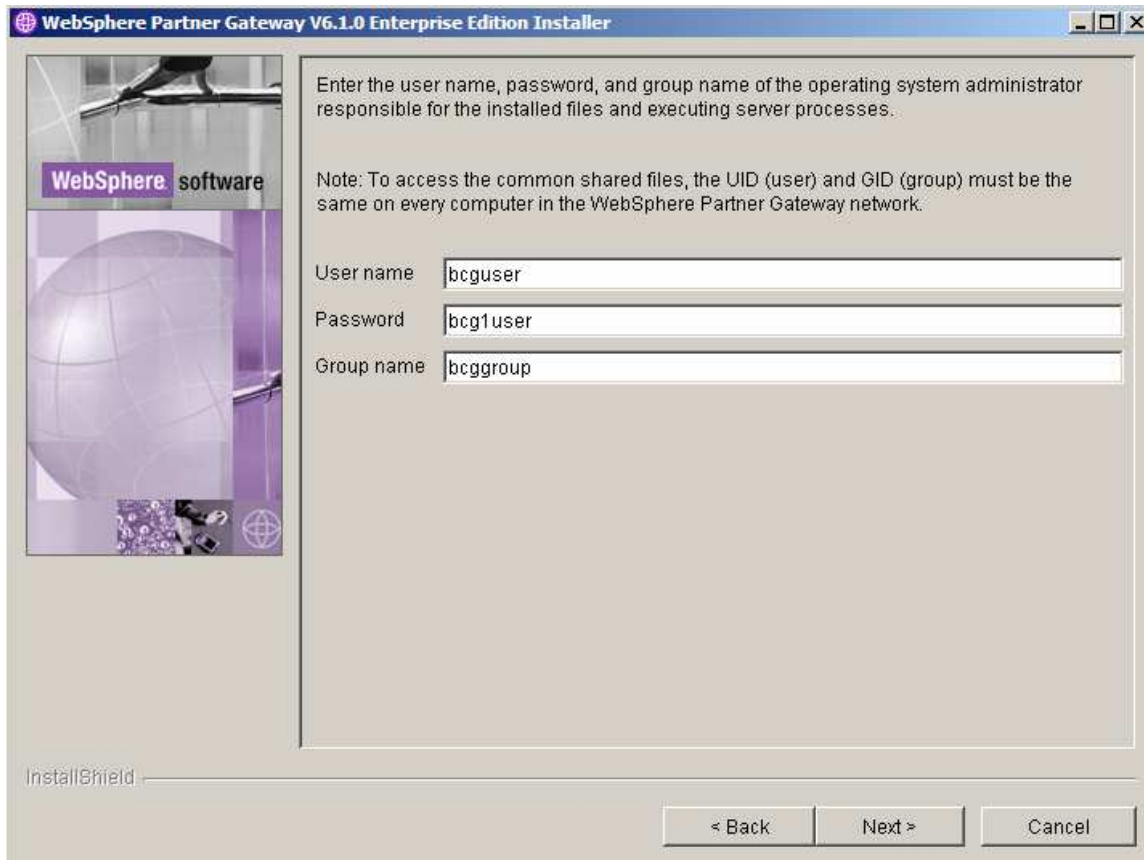 WebSphere Partner Gateway V6.1.0 Enterprise Edition Installer
WebSphere software
Enter the user name, password, and group name of the operating system administrator
responsible for the installed files and executing server processes.
Note: To access the common shared files, the UID (user) and GID (group) must be the
same on every computer in the WebSphere Partner Gateway network.
User name bcguser
Password bcg1user
Group name bcggroup
InstallShield
< Back Next > Cancel